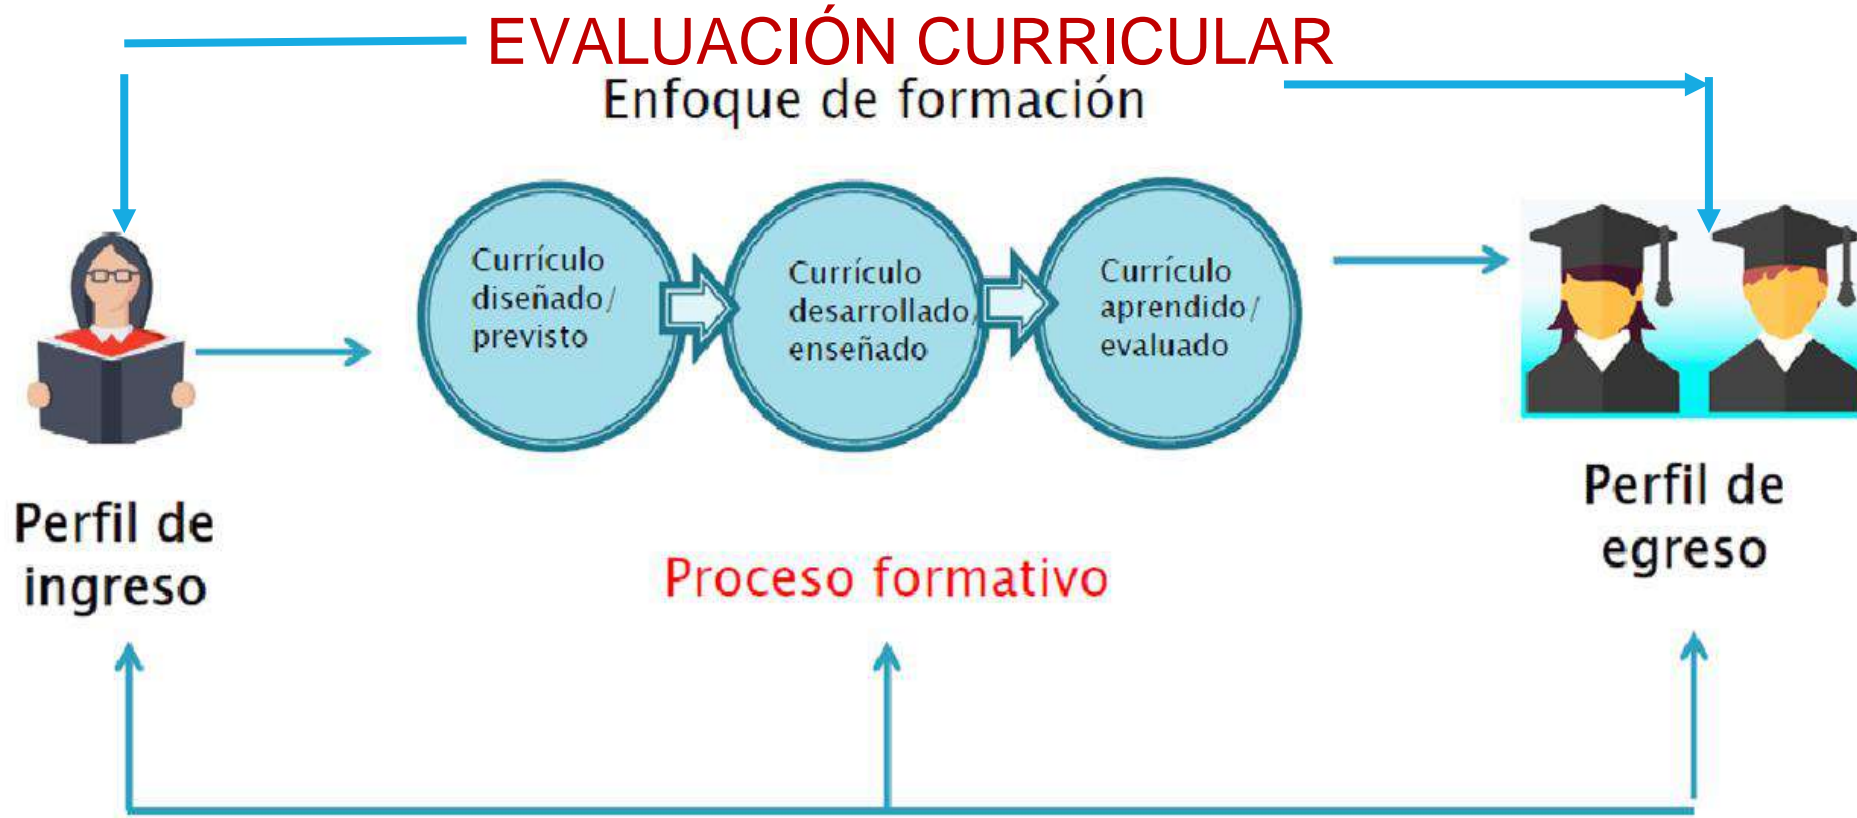 EVALUACIÓN CURRICULAR
Enfoque de formación
Currículo
diseñado/
previsto
Currículo
desarrollado/
enseñado
Currículo
aprendido/
evaluado
Perfil de
ingreso
Proceso formativo
Perfil de
egreso